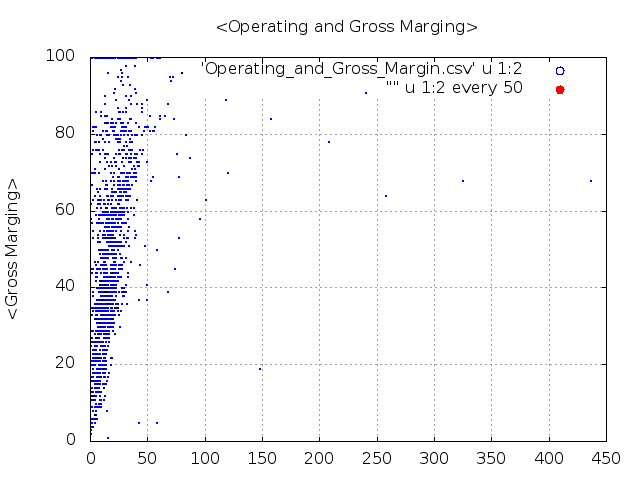 <Operating and Gross Marging>
'Operating_and_Gross_Margin.csv' u 1:2
"" u 1:2 every 50
<Gross Marging>
100
80
60
40
20
0
0 50 100 150 200 250 300 350 400 450